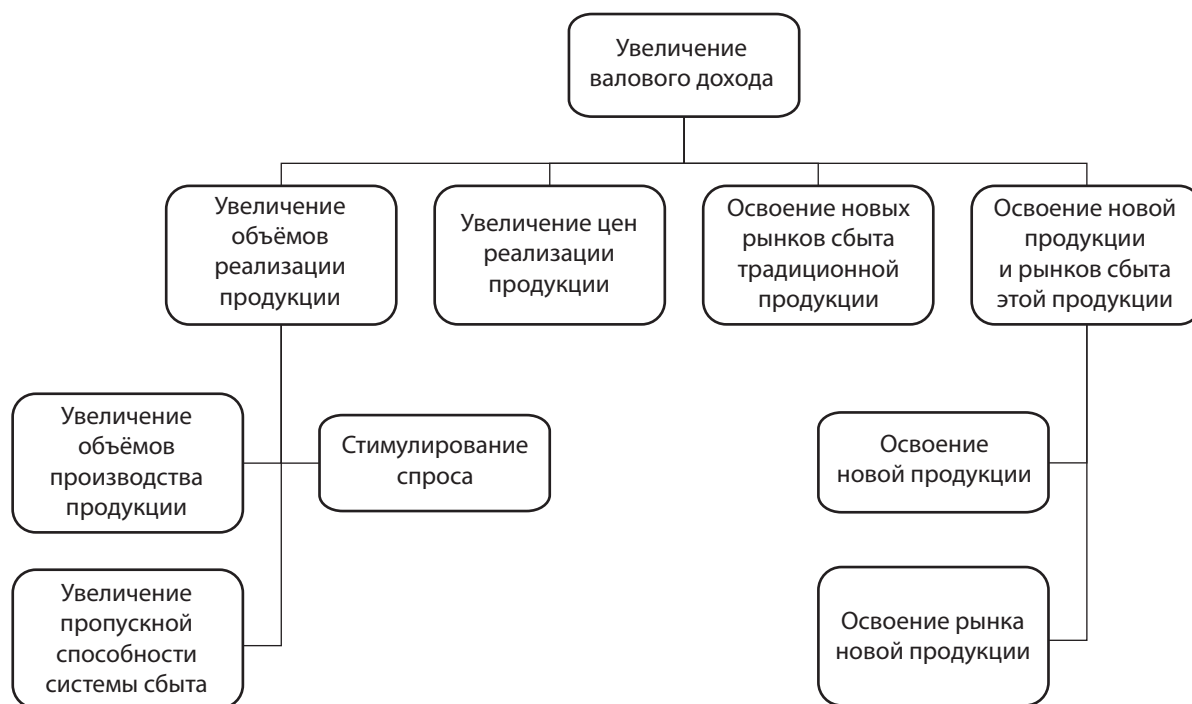 Увеличение
валового дохода
Увеличение
объёмов
реализации
продукции
Увеличение цен
реализации
продукции
Освоение новых
рынков сбыта
традиционной
продукции
Освоение новой
продукции
и рынков сбыта
этой продукции
Увеличение
объёмов
производства
продукции
Стимулирование
спроса
Освоение
новой продукции
Увеличение
пропускной
способности
системы сбыта
Освоение рынка
новой продукции